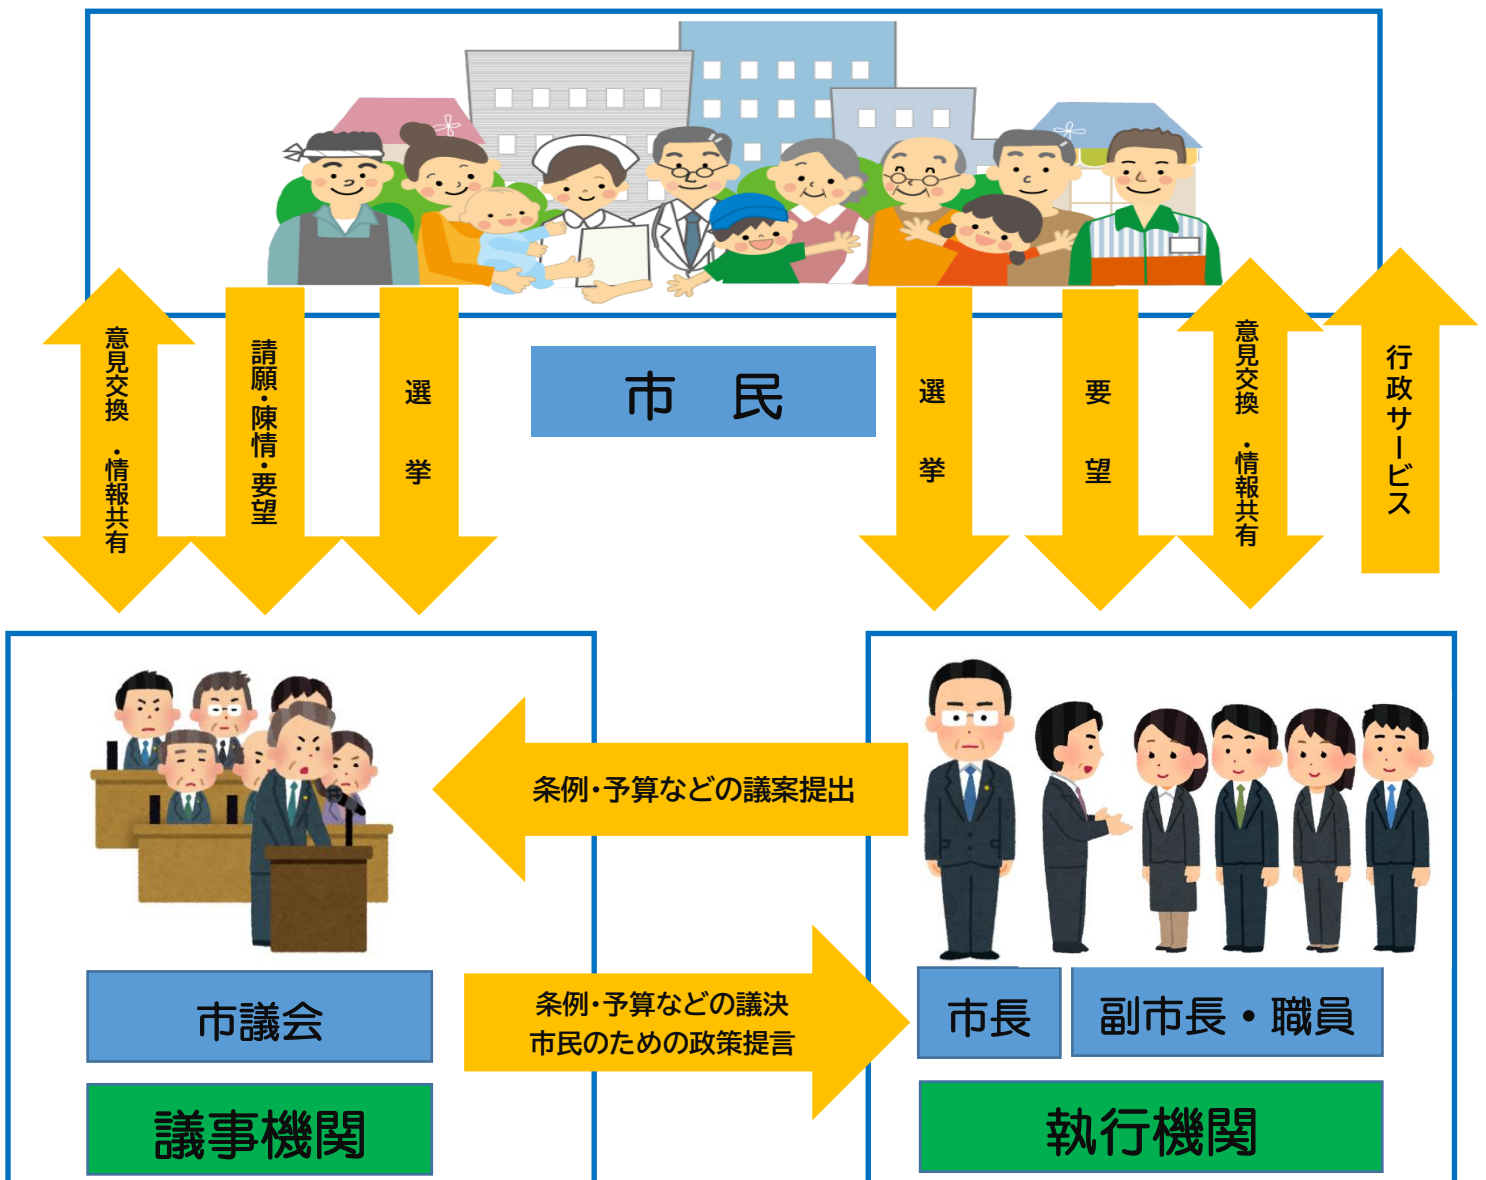 意見交換・情報共有
請願・陳情・要望
選挙
市民
選挙
要望
意見交換・情報共有
行政サービス
条例・予算などの議案提出
条例・予算などの議決
市民のための政策提言
市議会
議事機関
市長
副市長・職員
執行機関